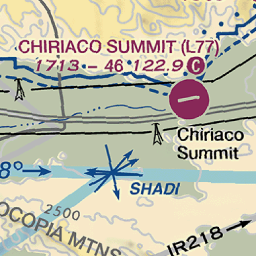 CHIRIACO SUMMIT (L77)
1713 - 46 122.9 C
Chiriaco
Summit
8°
SHADI
2500
OCOPIA MTNS
IR218